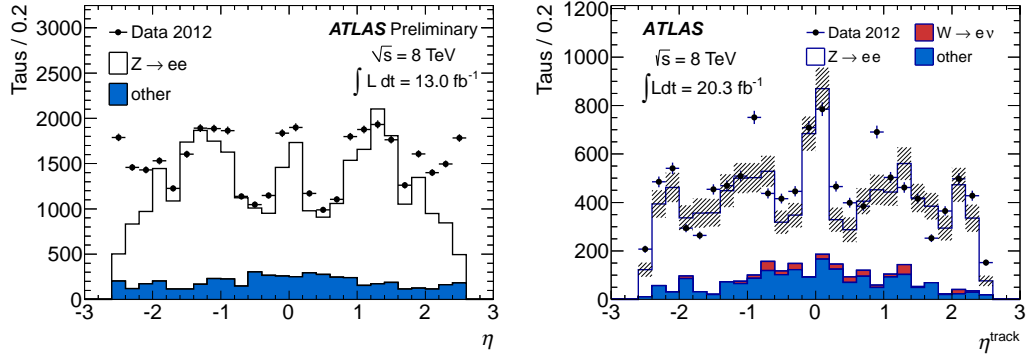 Taus / 0.2
3000
2500
2000
1500
1000
500
0
Data 2012
Z → ee
other
ATLAS Preliminary
√s = 8 TeV
∫ L dt = 13.0 fb⁻¹
-3 -2 -1 0 1 2 3
η
Taus / 0.2
1200
1000
800
600
400
200
0
ATLAS
√s = 8 TeV
∫Ldt = 20.3 fb⁻¹
Data 2012
Z → ee
W → e ν
other
-3 -2 -1 0 1 2 3
η^track